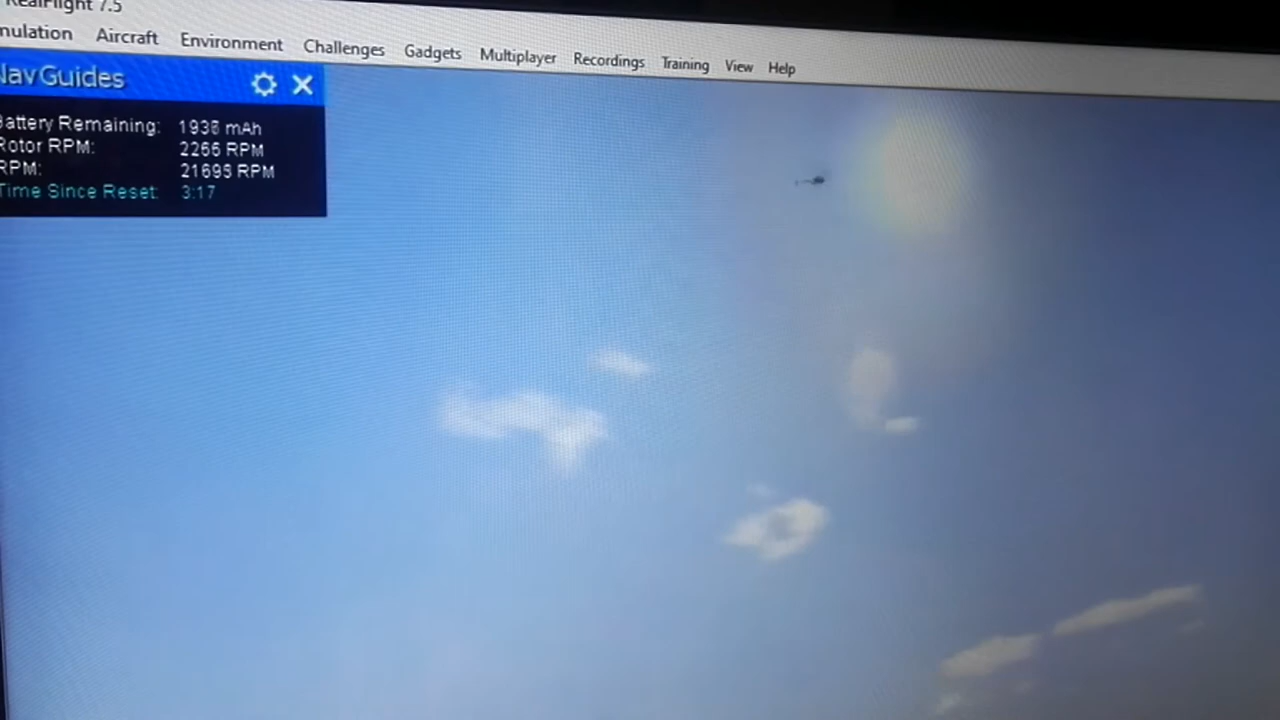 RealFlight 7.5
nulation Aircraft Environment Challenges Gadgets Multiplayer Recordings Training View Help
NavGuides
Battery Remaining: 1938 mAh
Rotor RPM: 2266 RPM
RPM: 21695 RPM
Time Since Reset: 3:17